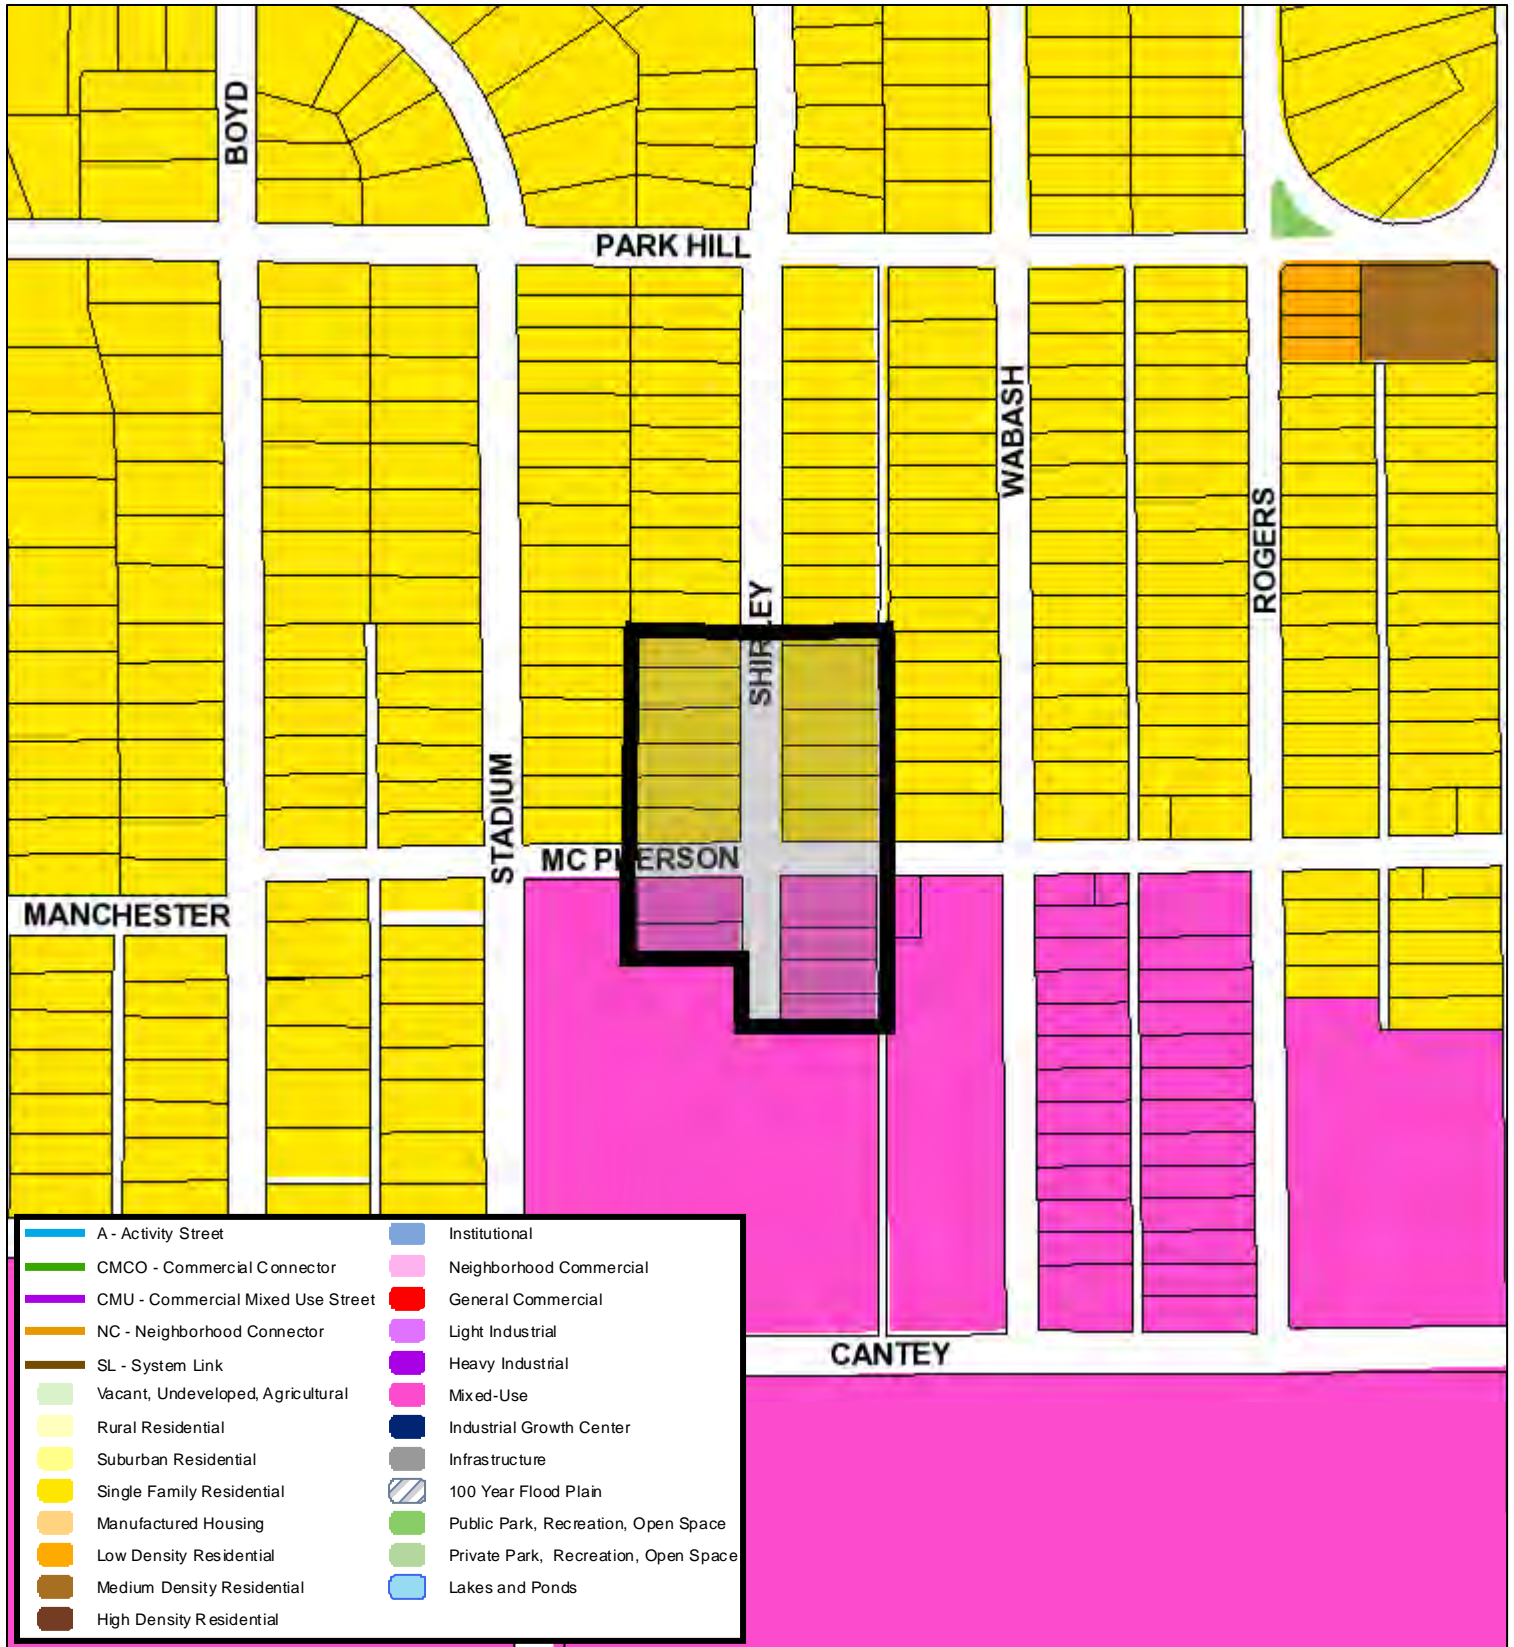 BOYD
PARK HILL
WABASH
ROGERS
SHIRLEY
STADIUM
MC PHERSON
MANCHESTER
CANTEY
A - Activity Street
CMCO - Commercial Connector
CMU - Commercial Mixed Use Street
NC - Neighborhood Connector
SL - System Link
Vacant, Undeveloped, Agricultural
Rural Residential
Suburban Residential
Single Family Residential
Manufactured Housing
Low Density Residential
Medium Density Residential
High Density Residential
Institutional
Neighborhood Commercial
General Commercial
Light Industrial
Heavy Industrial
Mixed-Use
Industrial Growth Center
Infrastructure
100 Year Flood Plain
Public Park, Recreation, Open Space
Private Park, Recreation, Open Space
Lakes and Ponds